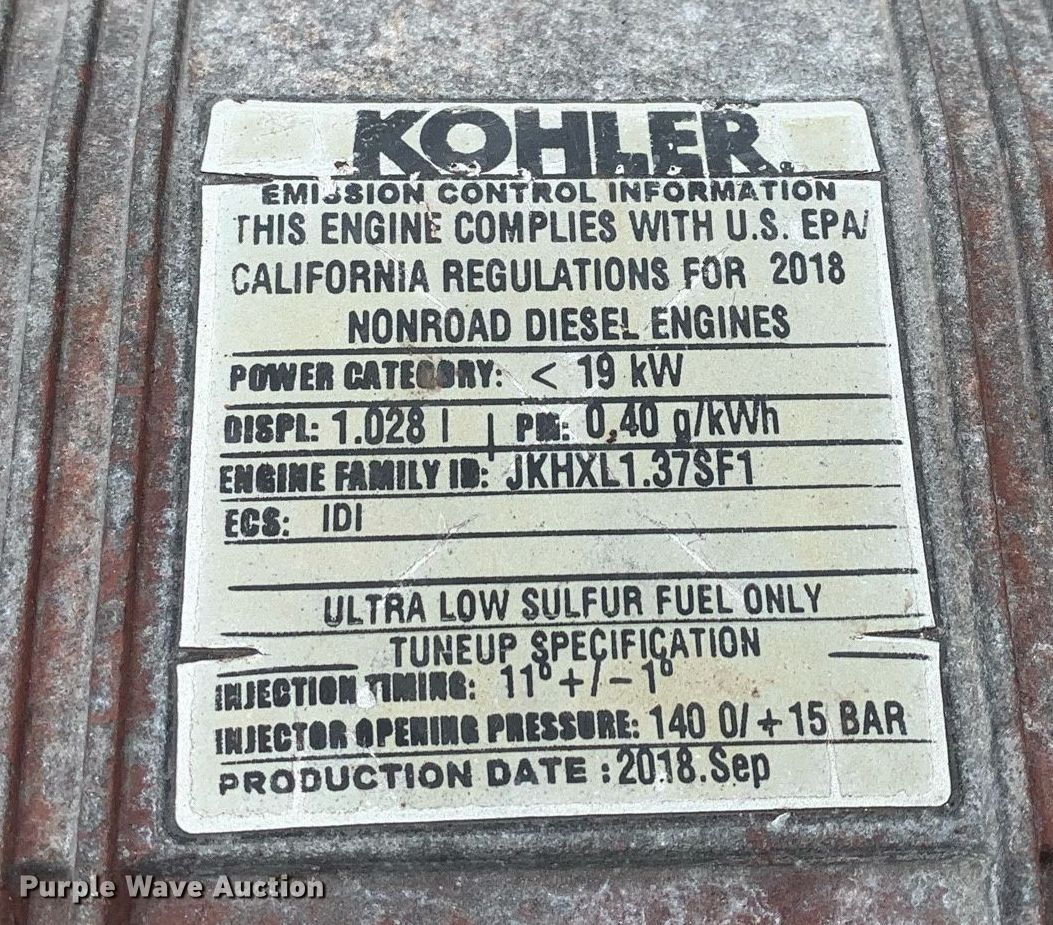 KOHLER.
EMISSION CONTROL INFORMATION
THIS ENGINE COMPLIES WITH U.S. EPA/
CALIFORNIA REGULATIONS FOR 2018
NONROAD DIESEL ENGINES
POWER CATEGORY: < 19 kW
DISPL: 1.028 l | PM: 0,40 g/kWh
ENGINE FAMILY ID: JKHXL1.37SF1
ECS: IDI
ULTRA LOW SULFUR FUEL ONLY
TUNEUP SPECIFICATION
INJECTION TIMING: 11°+/-1°
INJECTOR OPENING PRESSURE: 140 0/+15 BAR
PRODUCTION DATE : 2018.Sep
Purple Wave Auction